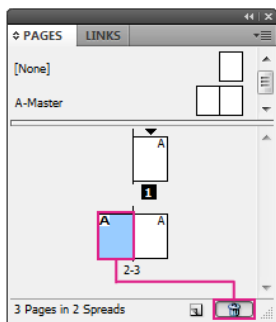 PAGES LINKS
[None]
A-Master
A
1
A A
2-3
3 Pages in 2 Spreads